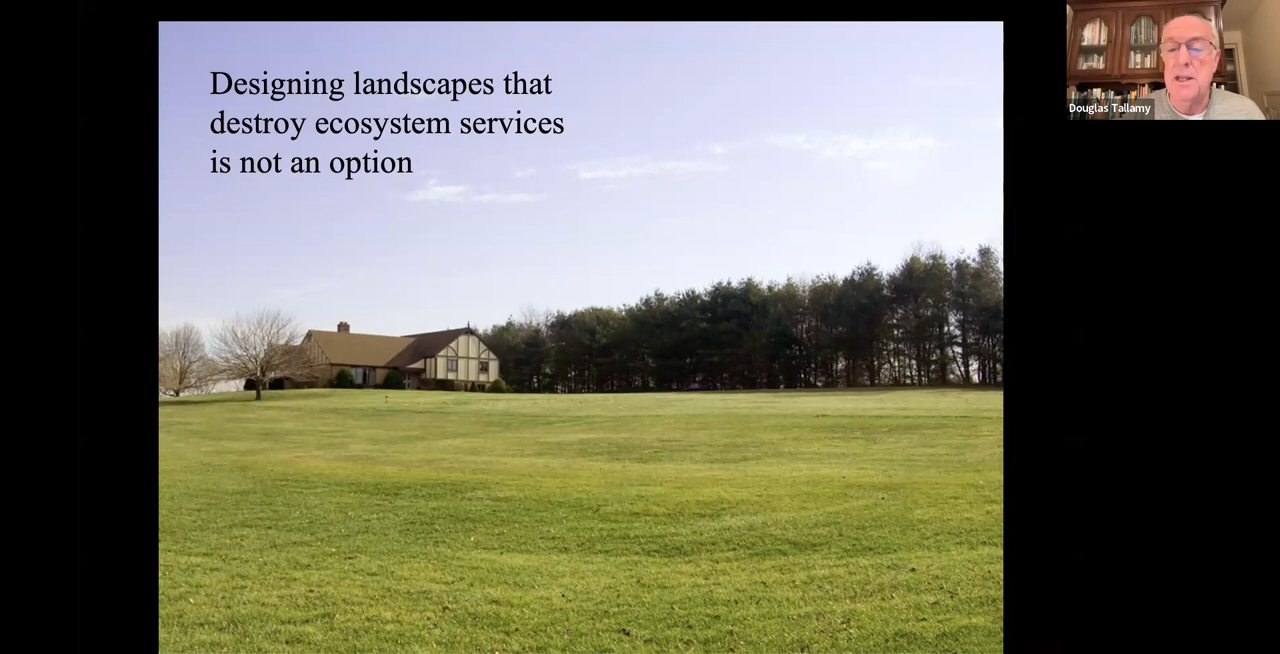 Designing landscapes that
destroy ecosystem services
is not an option
Douglas Tallamy